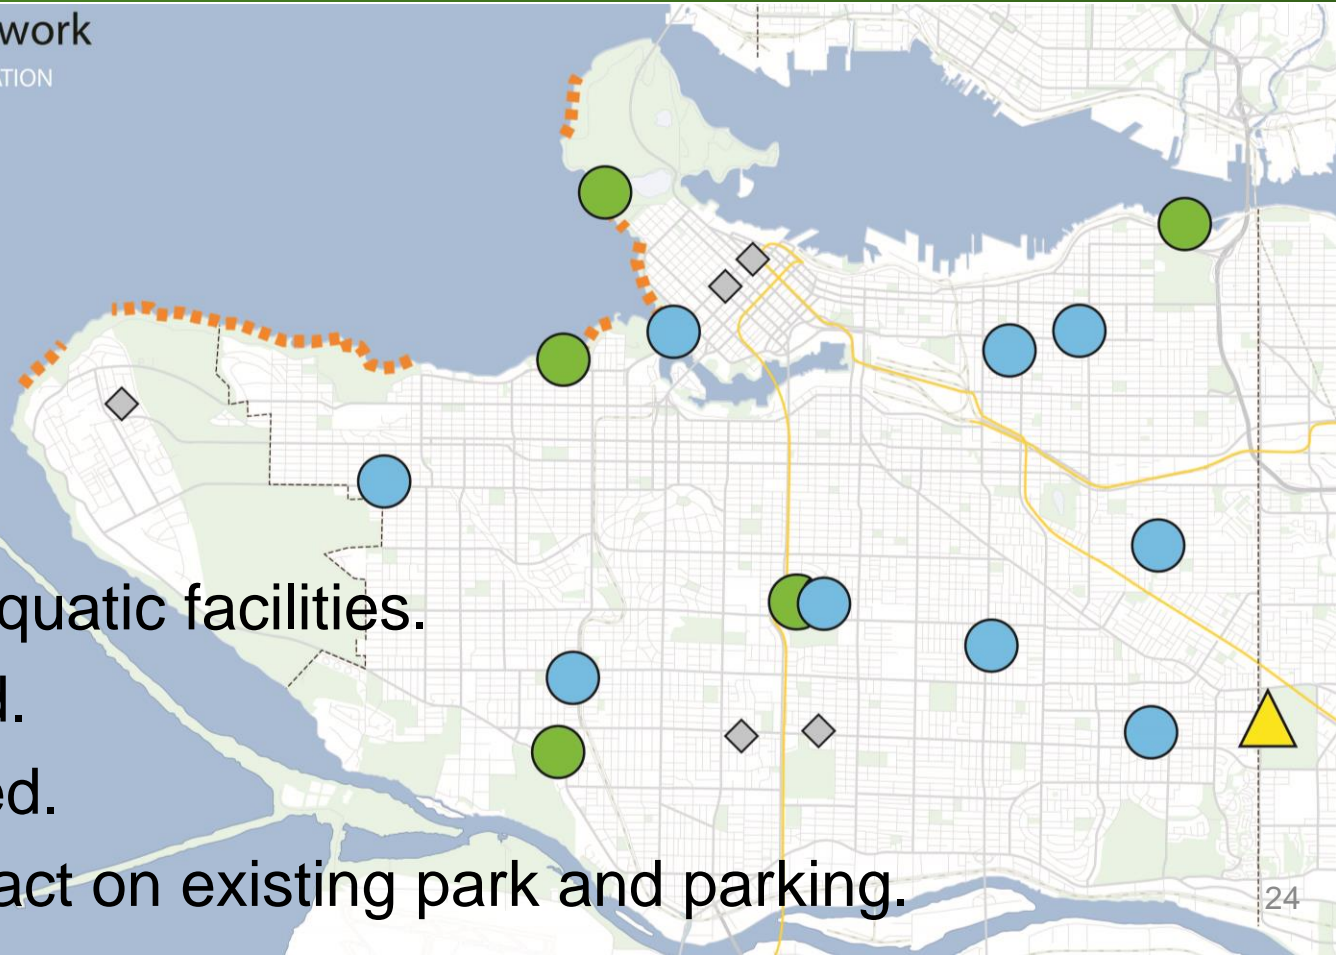 work
TION
quatic facilities.
d.
ed.
act on existing park and parking.
24